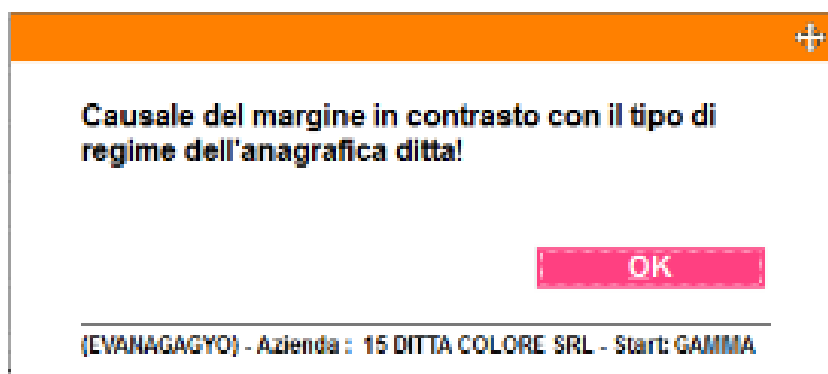 Causale del margine in contrasto con il tipo di
regime dell'anagrafica ditta!
OK
(EVANAGAGYO) - Azienda : 15 DITTA COLORE SRL - Start: GAMMA